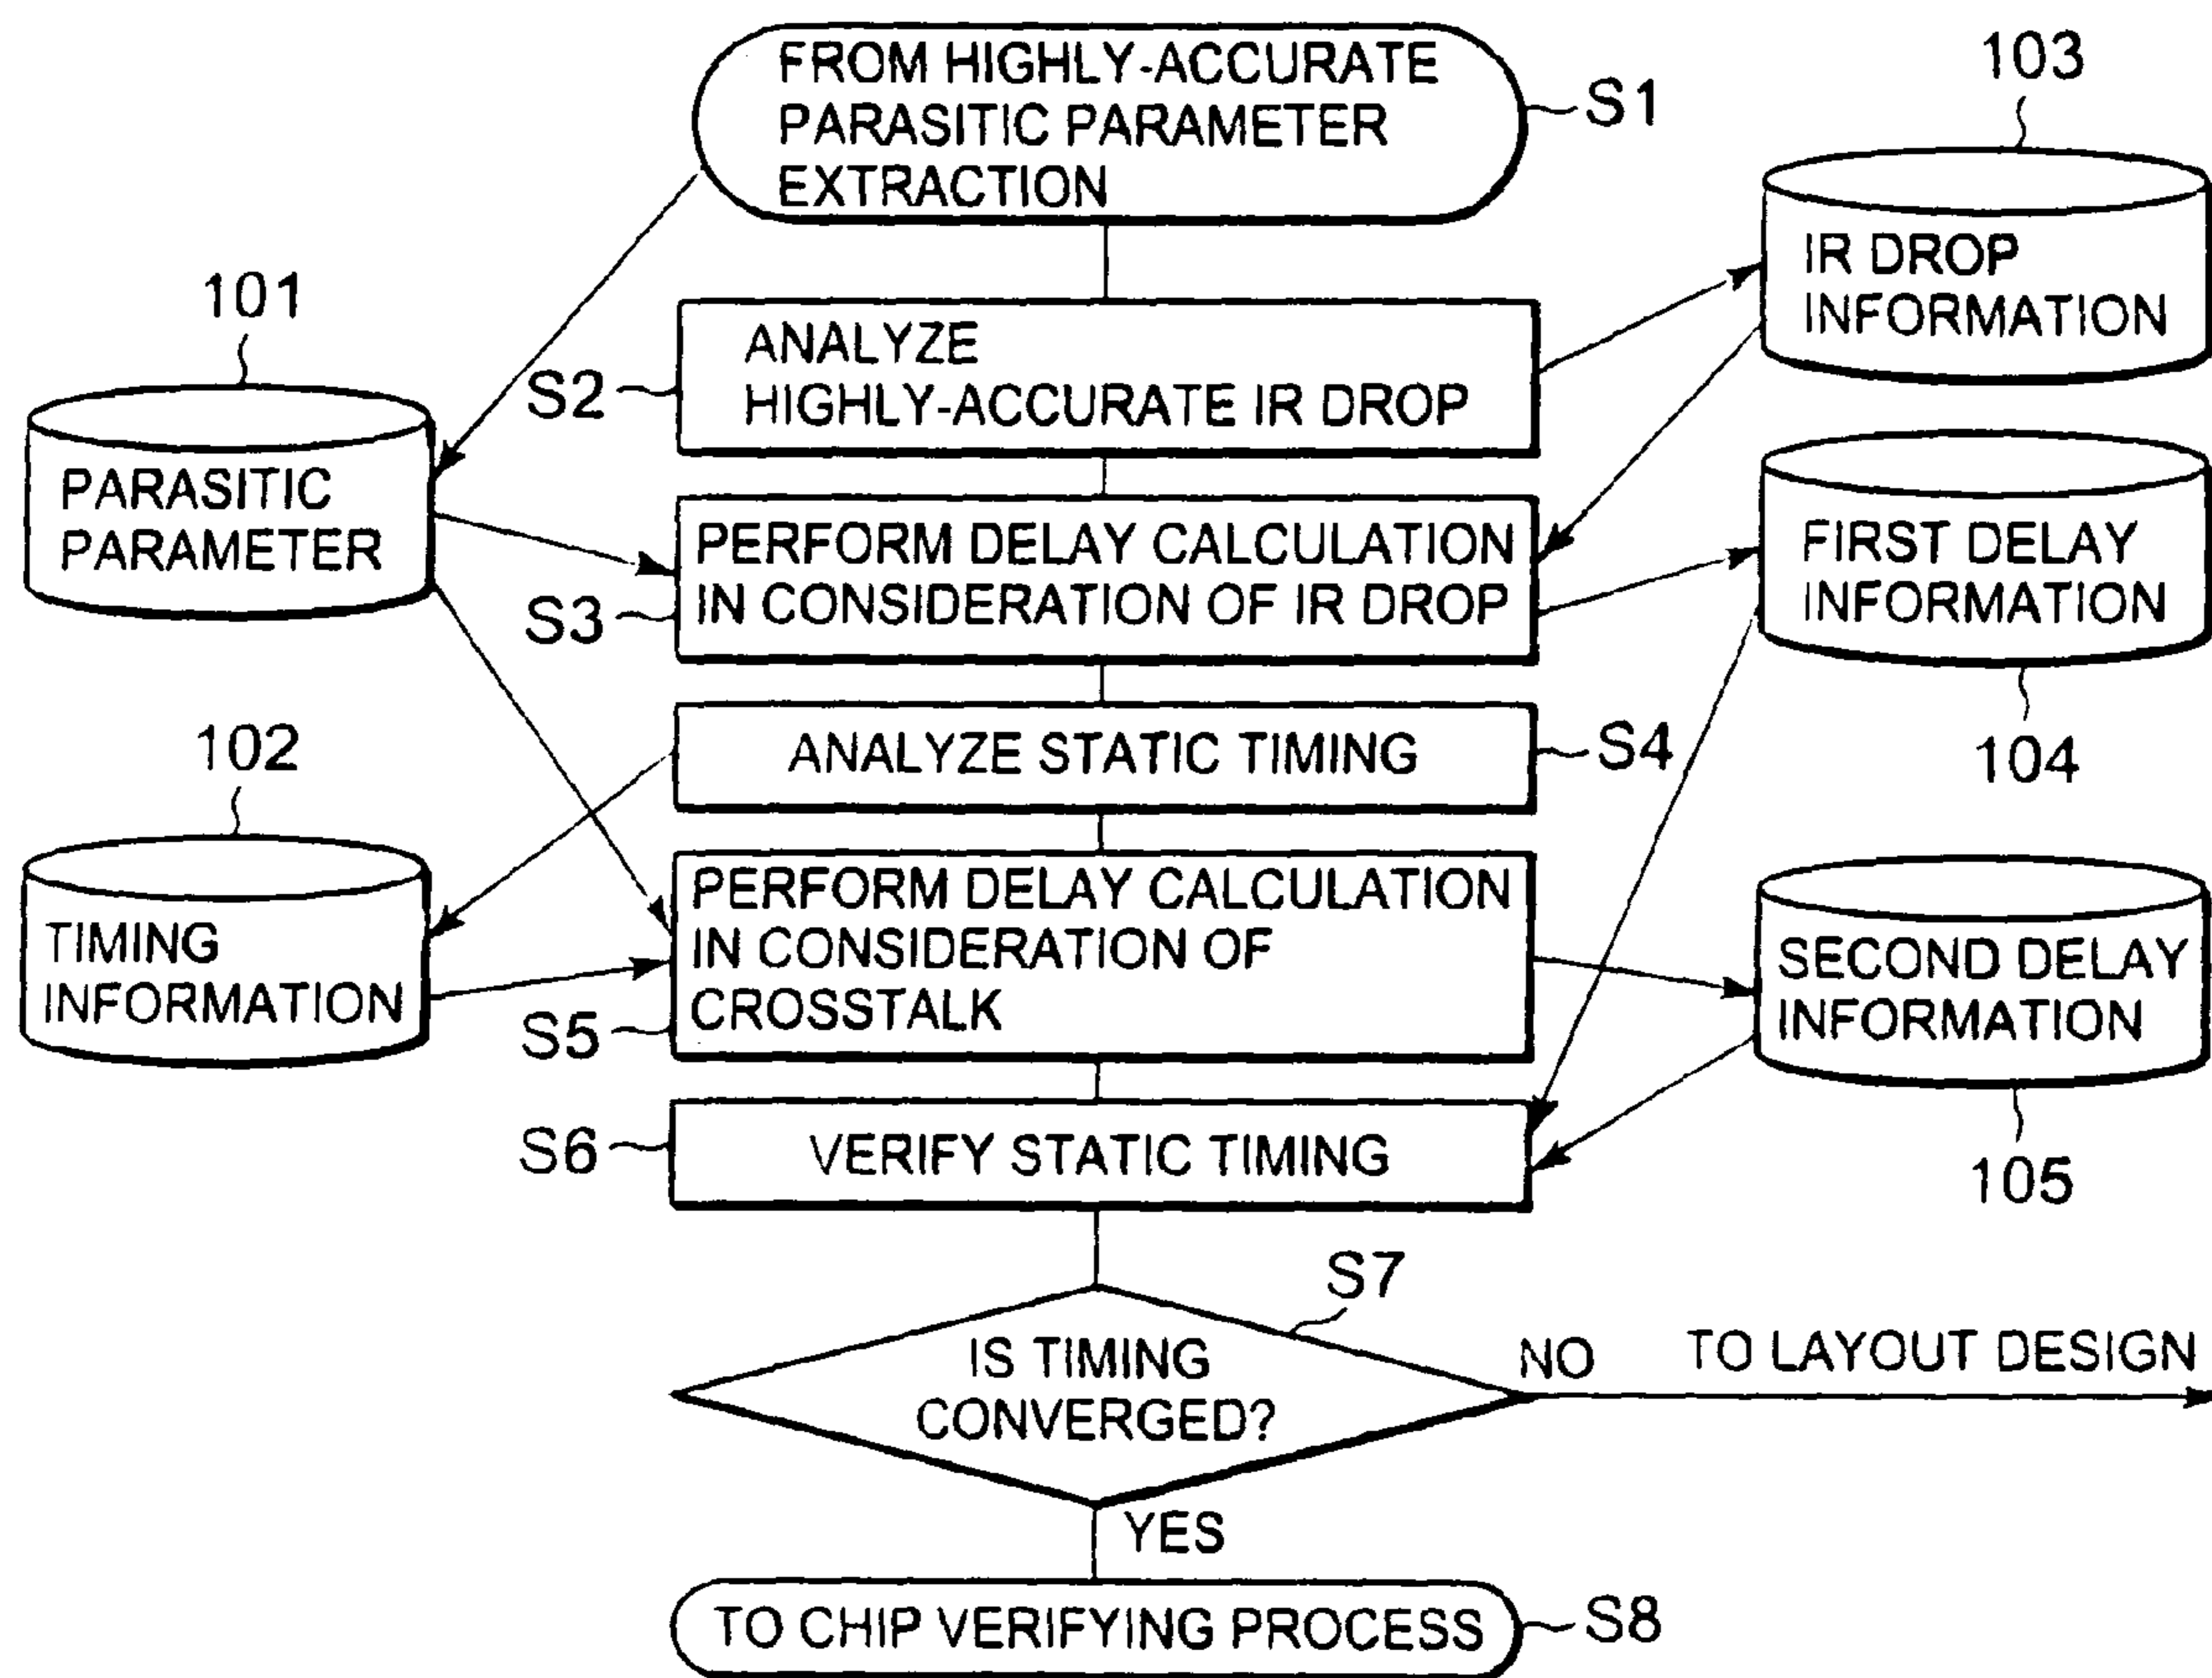 FROM HIGHLY-ACCURATE
PARASITIC PARAMETER
EXTRACTION
S1
103
IR DROP
INFORMATION
101
PARASITIC
PARAMETER
ANALYZE
HIGHLY-ACCURATE IR DROP
S2
PERFORM DELAY CALCULATION
IN CONSIDERATION OF IR DROP
S3
FIRST DELAY
INFORMATION
104
ANALYZE STATIC TIMING
S4
102
TIMING
INFORMATION
PERFORM DELAY CALCULATION
IN CONSIDERATION OF
CROSSTALK
S5
SECOND DELAY
INFORMATION
105
S6
VERIFY STATIC TIMING
S7
IS TIMING
CONVERGED?
NO
TO LAYOUT DESIGN
YES
TO CHIP VERIFYING PROCESS
S8